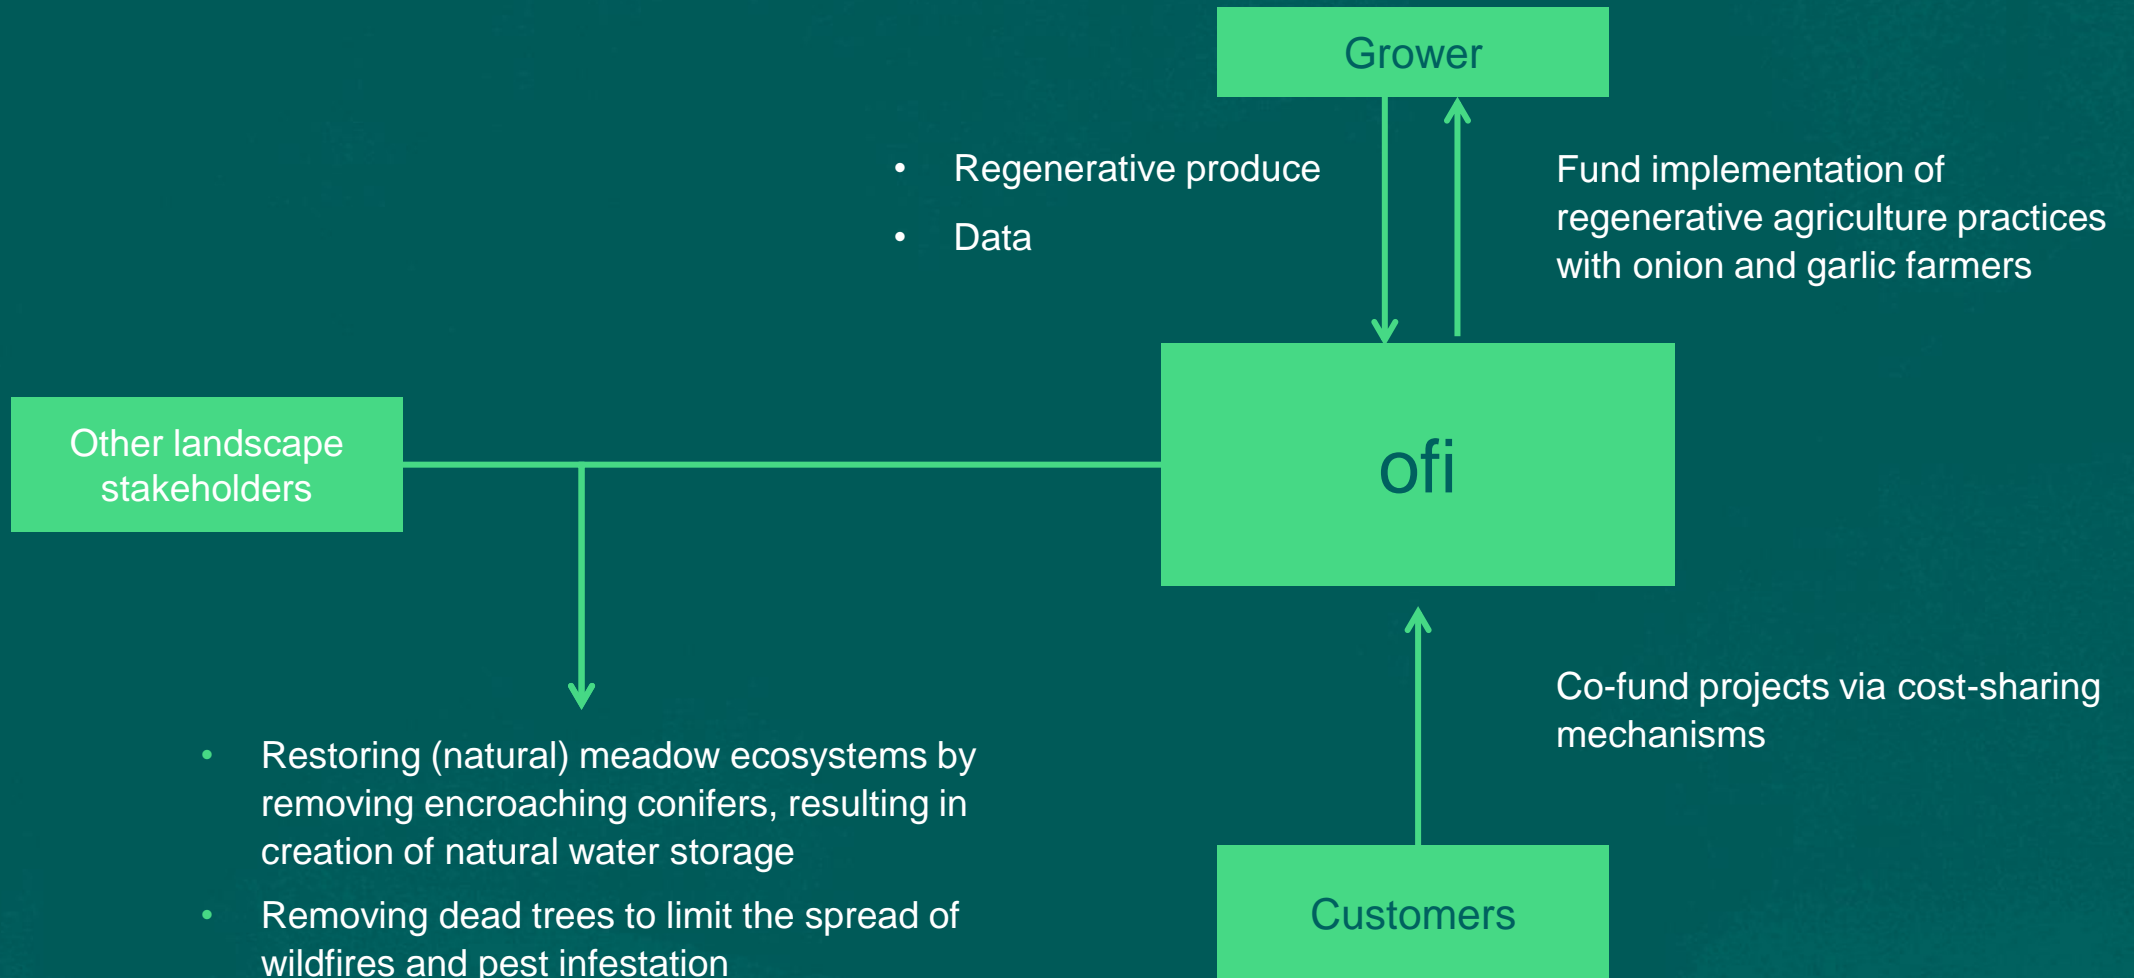 Grower
• Regenerative produce
• Data
Fund implementation of
regenerative agriculture practices
with onion and garlic farmers
Other landscape
stakeholders
ofi
Co-fund projects via cost-sharing
mechanisms
• Restoring (natural) meadow ecosystems by
removing encroaching conifers, resulting in
creation of natural water storage
• Removing dead trees to limit the spread of
wildfires and pest infestation
Customers